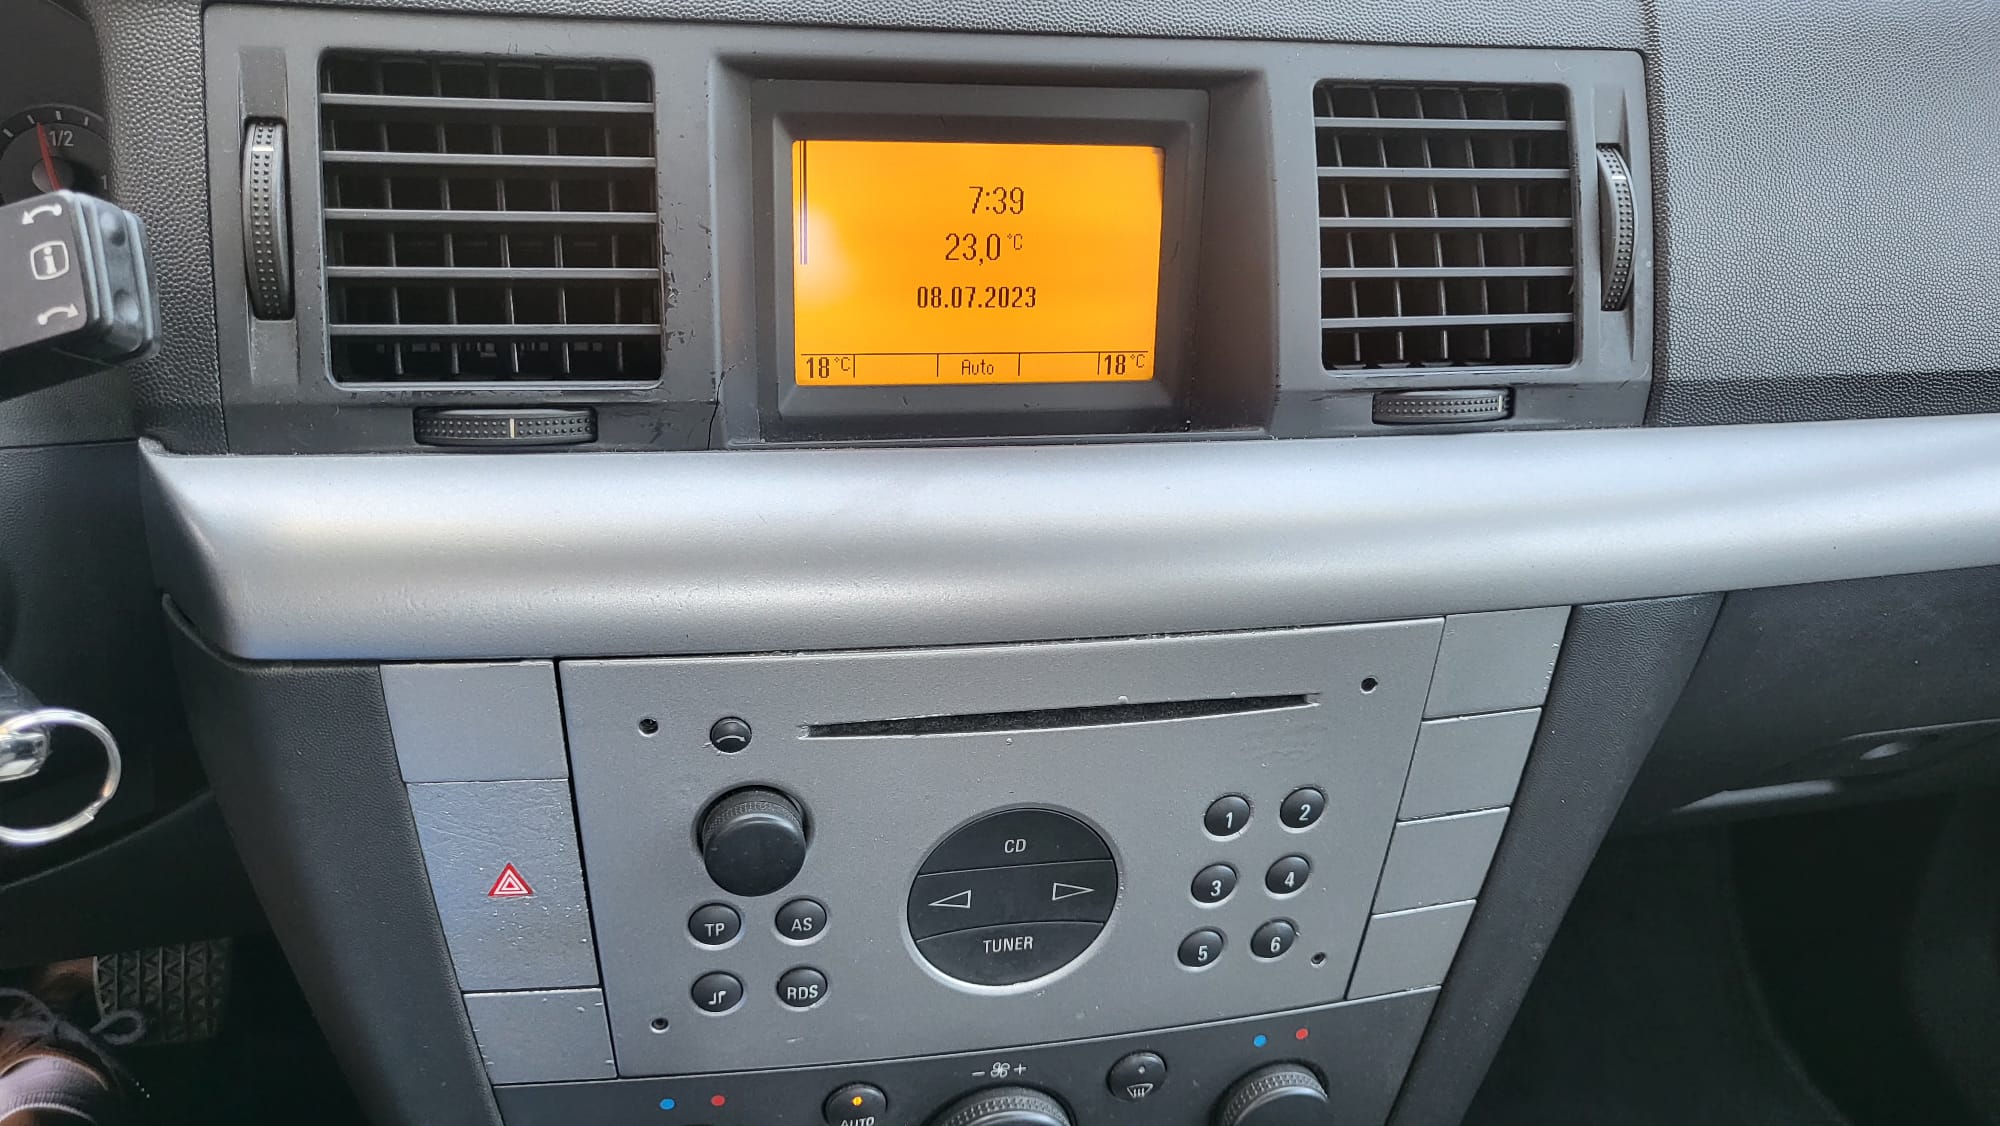 1/2
1
i
7:39
23,0 °C
08.07.2023
18 °C Auto 18 °C
CD
TUNER
TP AS
RDS
1 2
3 4
5 6
- +
AUTO